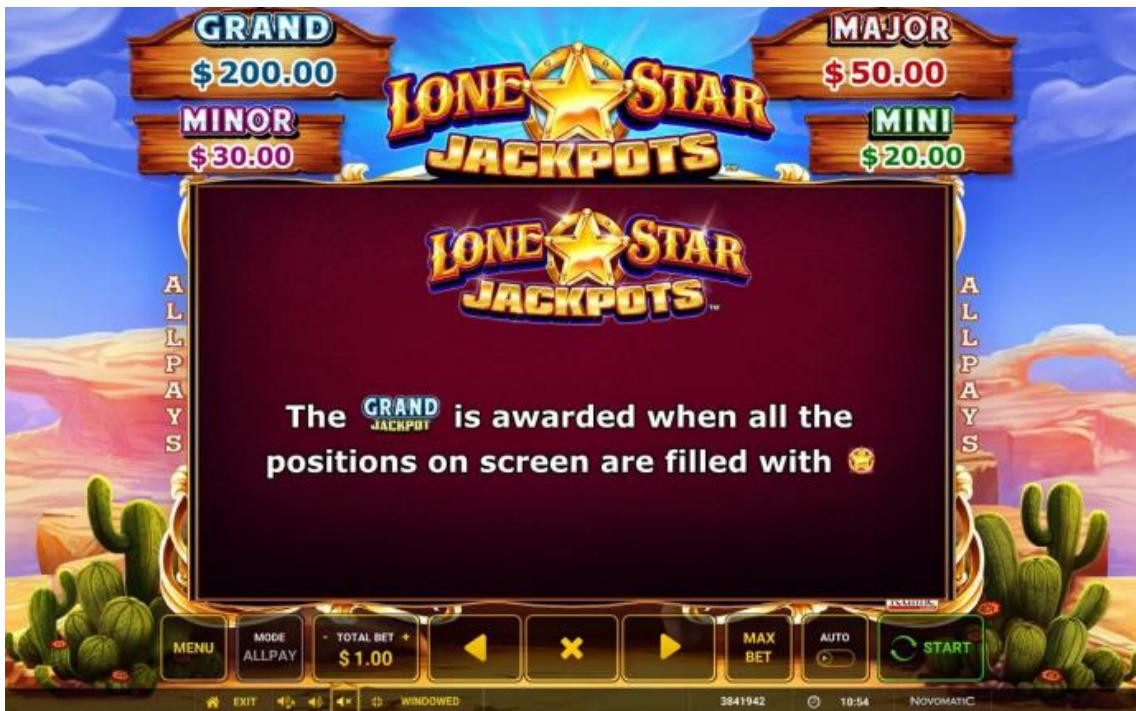 GRAND
$200.00
MAJOR
$50.00
MINOR
$30.00
MINI
$20.00
LONE STAR
JACKPOTS™
LONE STAR
JACKPOTS™
ALLPAYS
ALLPAYS
The GRAND JACKPOT is awarded when all the
positions on screen are filled with
MENU
MODE
ALLPAY
- TOTAL BET +
$1.00
MAX
BET
AUTO
START
EXIT
WINDOWED
3841942
10:54
NOVOMATIC